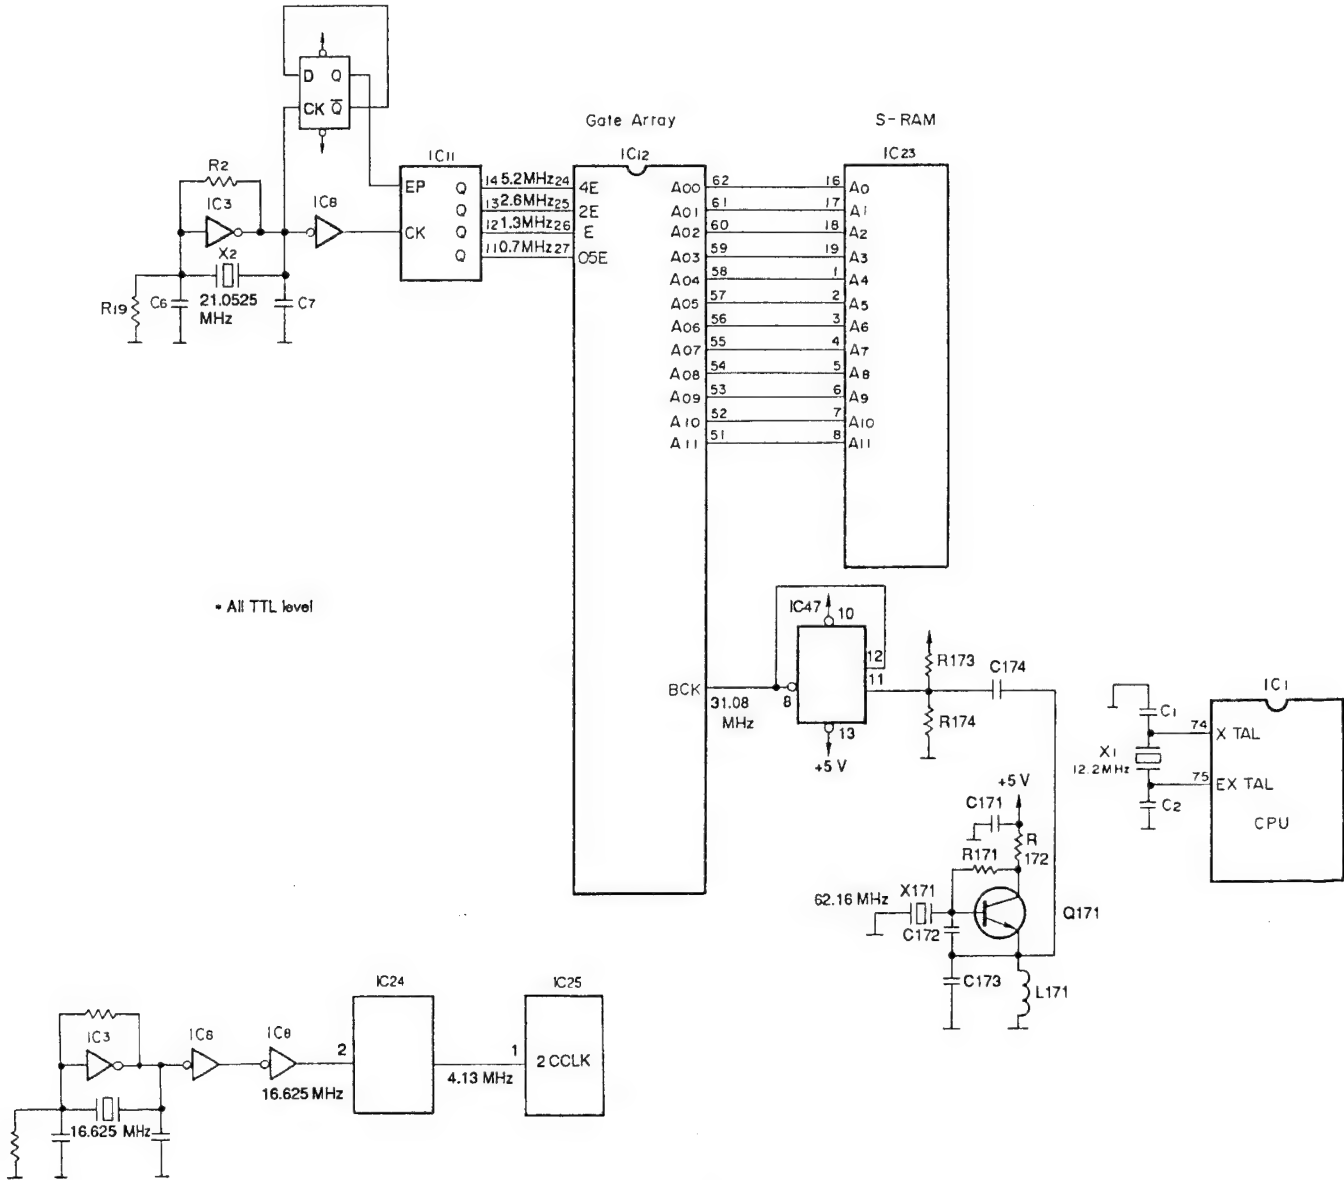 D Q
CK Q̅
R2
IC3
IC8
X2
21.0525
MHz
R19
C6
C7
IC11
EP Q
Q
CK Q
Q
14 5.2MHz 24
13 2.6MHz 25
12 1.3MHz 26
11 0.7MHz 27
Gate Array
IC12
4E
2E
E
05E
A00 62
A01 61
A02 60
A03 59
A04 58
A05 57
A06 56
A07 55
A08 54
A09 53
A10 52
A11 51
S-RAM
IC23
16 A0
17 A1
18 A2
19 A3
1 A4
2 A5
3 A6
4 A7
5 A8
6 A9
7 A10
8 A11
• All TTL level
BCK
31.08
MHz
IC47
10
12
11
8
13
+5 V
R173
R174
C174
IC1
C1
74
X TAL
X1
12.2MHz
75
EX TAL
C2
CPU
+5 V
C171
R
172
R171
62.16 MHz
X171
C172
Q171
C173
L171
IC3
IC6
IC8
16.625 MHz
16.625 MHz
IC24
2
4.13 MHz
IC25
1
2 CCLK